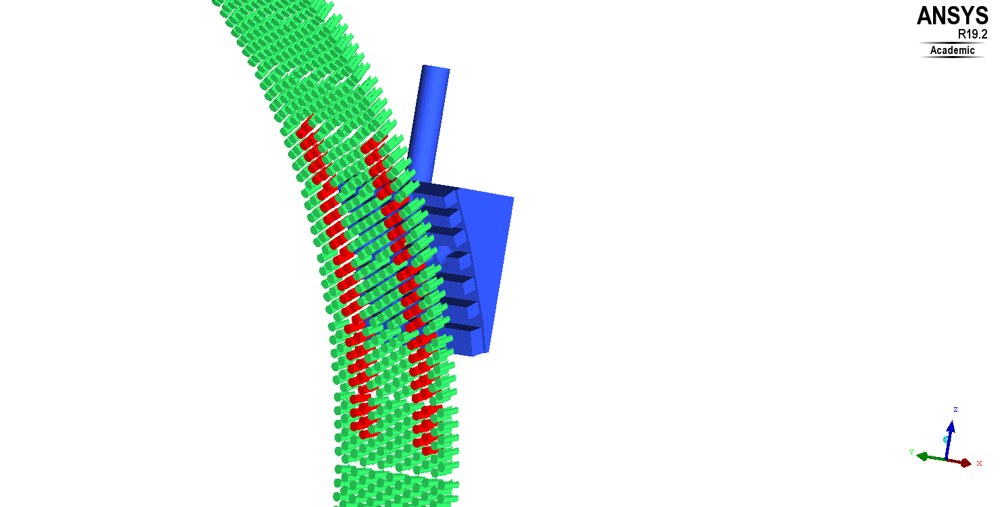 ANSYS
R19.2
Academic
Z
Y
X